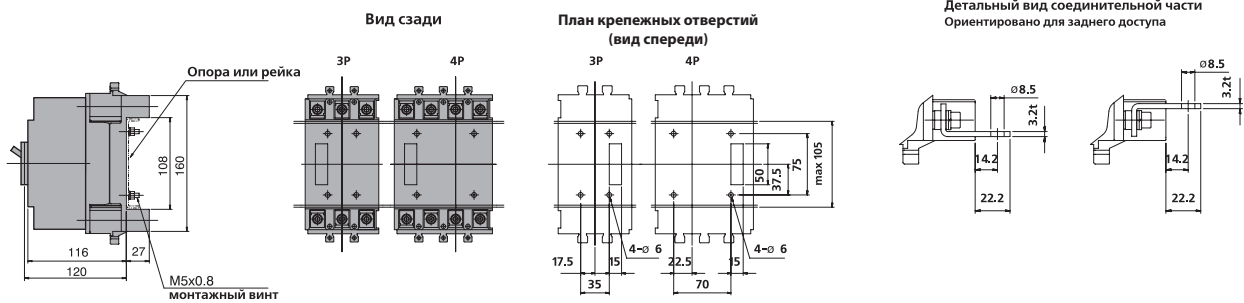 Детальный вид соединительной части
Ориентировано для заднего доступа
Вид сзади
План крепежных отверстий
(вид спереди)
Опора или рейка
108
160
116
27
120
M5x0.8
монтажный винт
3P
4P
3P
4P
50
37.5
75
max 105
4-ø 6
4-ø 6
17.5
15
35
22.5
15
70
ø8.5
3.2t
14.2
22.2
ø8.5
3.2t
14.2
22.2